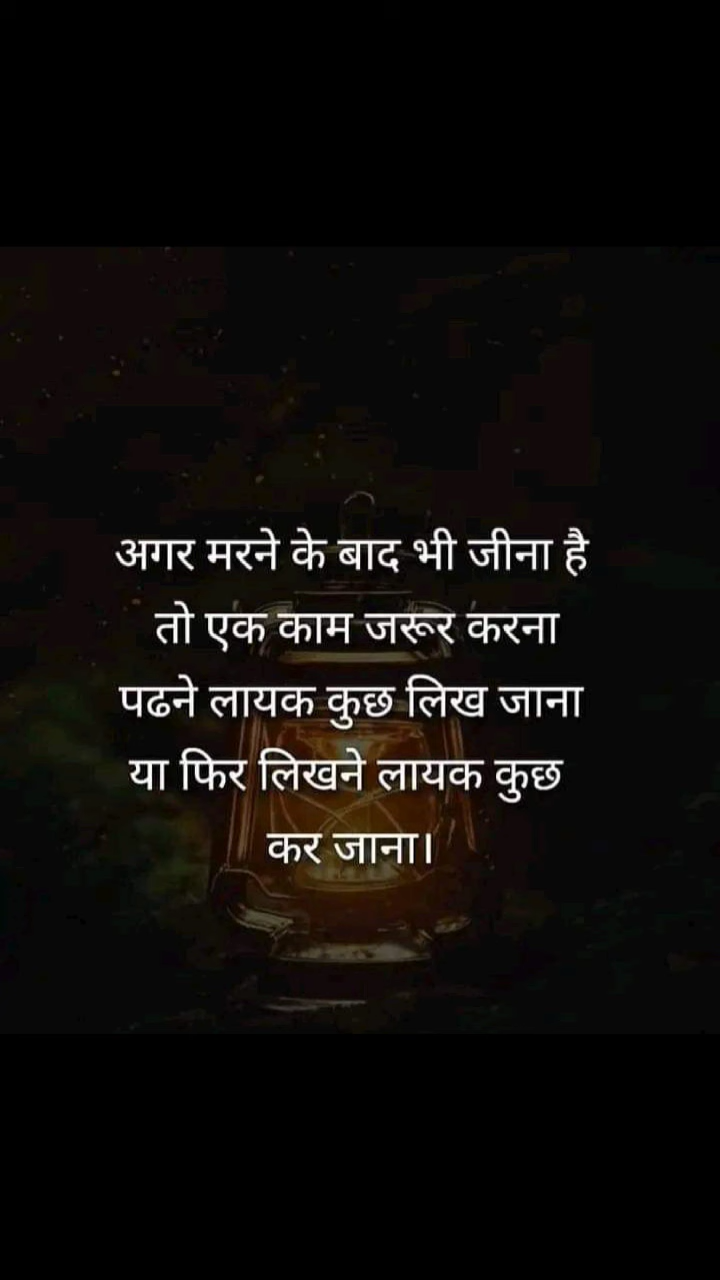 अगर मरने के बाद भी जीना है
तो एक काम जरूर करना
पढने लायक कुछ लिख जाना
या फिर लिखने लायक कुछ
कर जाना।